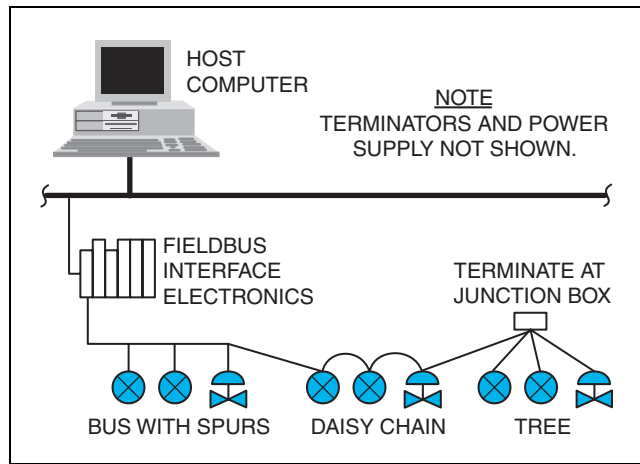 HOST
COMPUTER
NOTE
TERMINATORS AND POWER
SUPPLY NOT SHOWN.
FIELDBUS
INTERFACE
ELECTRONICS
TERMINATE AT
JUNCTION BOX
BUS WITH SPURS
DAISY CHAIN
TREE